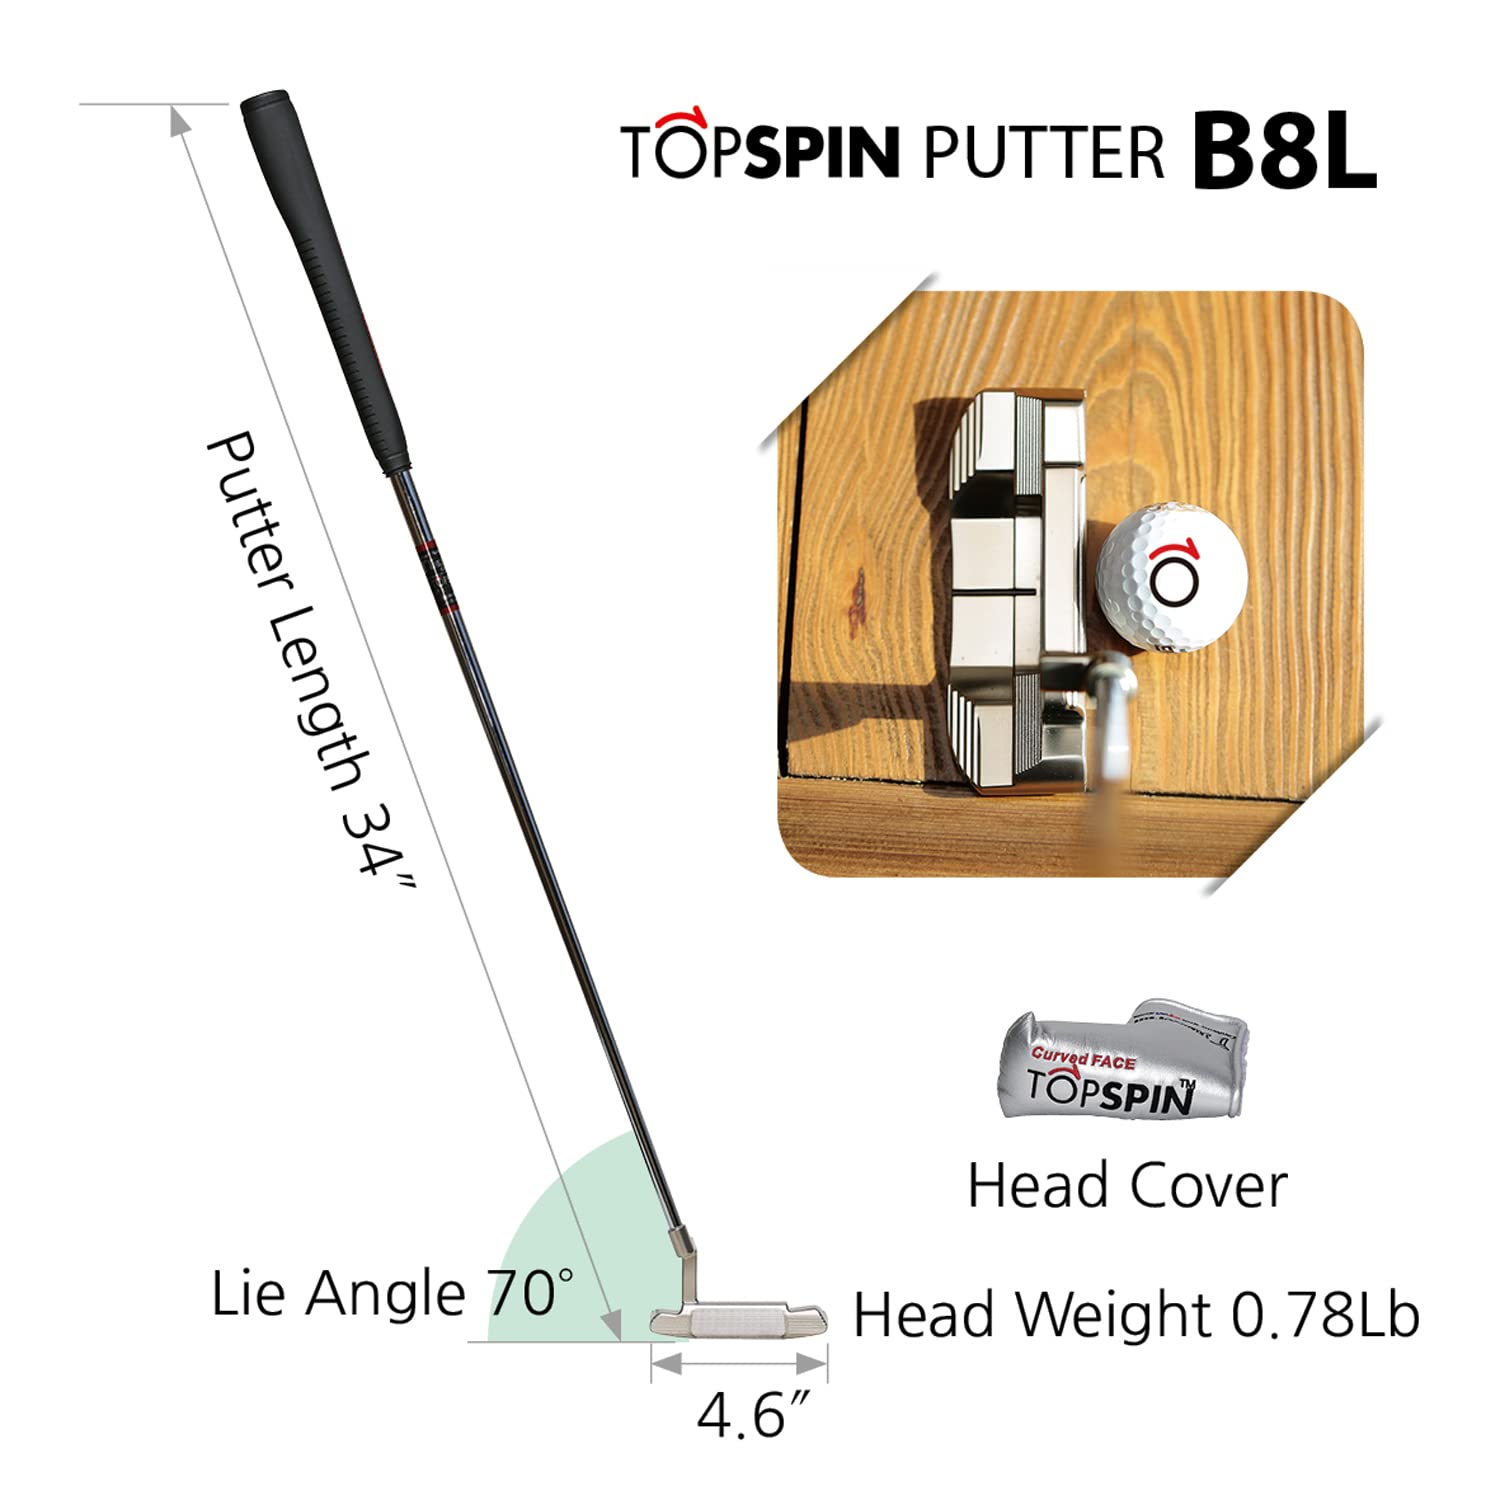 TOPSPIN PUTTER B8L
Putter Length 34″
Curved FACE
TOPSPIN™
Head Cover
Lie Angle 70°
Head Weight 0.78Lb
4.6″